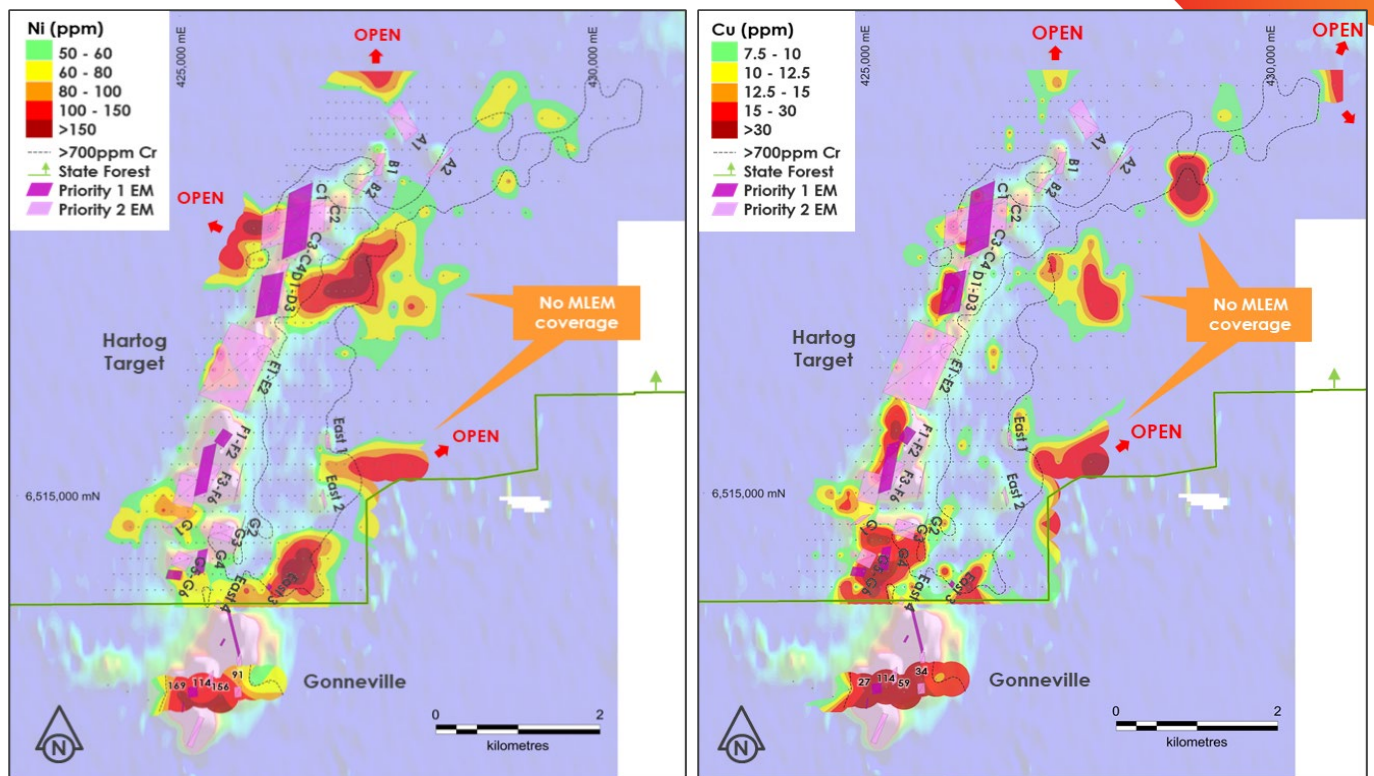 Ni (ppm)
50 - 60
60 - 80
80 - 100
100 - 150
>150
>700ppm Cr
State Forest
Priority 1 EM
Priority 2 EM
425,000 mE
430,000 mE
OPEN
A1
A2
B1
B2
OPEN
C1
C2
C3-C4
D1-D3
No MLEM
coverage
Hartog
Target
E1-E2
East 1
F1-F2
OPEN
F3-F6
6,515,000 mN
East 2
G1
G2
G3
G4
G5-G6
East 3
East 4
91
169
114
156
Gonneville
N
0
2
kilometres
Cu (ppm)
7.5 - 10
10 - 12.5
12.5 - 15
15 - 30
>30
>700ppm Cr
State Forest
Priority 1 EM
Priority 2 EM
425,000 mE
430,000 mE
OPEN
OPEN
A1
A2
B1
B2
C1
C2
C3-C4
D1-D3
No MLEM
coverage
Hartog
Target
E1-E2
East 1
F1-F2
OPEN
F3-F6
6,515,000 mN
East 2
G2
G3
G4
G5-G6
East 3
East 4
34
27
114
59
Gonneville
N
0
2
kilometres